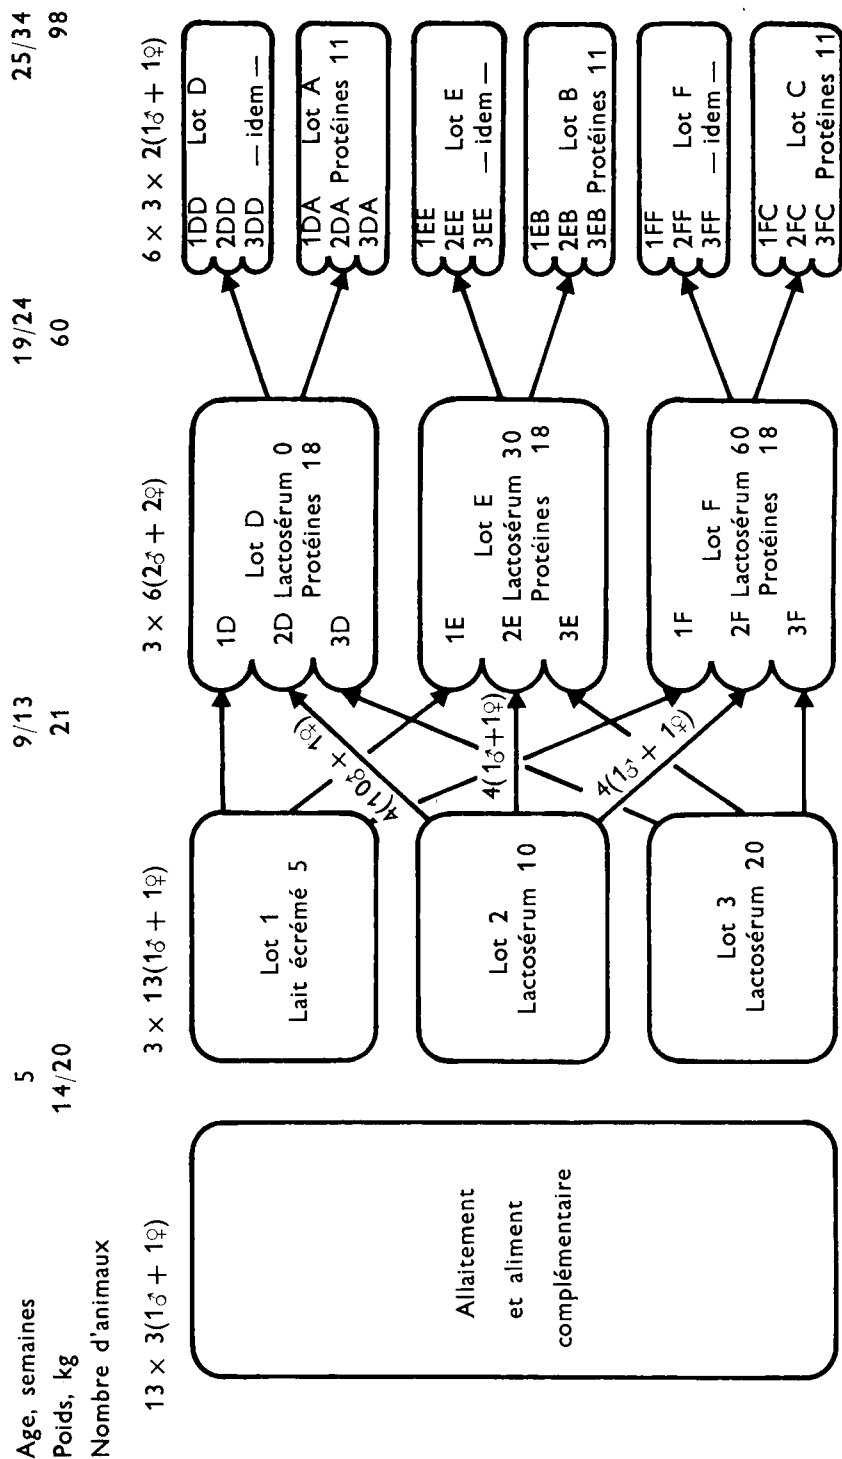 Age, semaines 5 9/13 19/24 25/34
Poids, kg 14/20 21 60 98
Nombre d'animaux
13 × 3(1♂ + 1♀) 3 × 13(1♂ + 1♀) 3 × 6(2♂ + 2♀) 6 × 3 × 2(1♂ + 1♀)
Allaitement
et aliment
complémentaire
Lot 1
Lait écrémé 5
Lot 2
Lactosérum 10
Lot 3
Lactosérum 20
4(10♂ + 1♀)
4(1♂+1♀)
4(1♂ + 1♀)
1D
2D
3D
Lot D
Lactosérum 0
Protéines 18
1E
2E
3E
Lot E
Lactosérum 30
Protéines 18
1F
2F
3F
Lot F
Lactosérum 60
Protéines 18
1DD Lot D
2DD
3DD — idem —
1DA Lot A
2DA Protéines 11
3DA
1EE
2EE Lot E
3EE — idem —
1EB
2EB Lot B
3EB Protéines 11
1FF
2FF Lot F
3FF — idem —
1FC
2FC Lot C
3FC Protéines 11